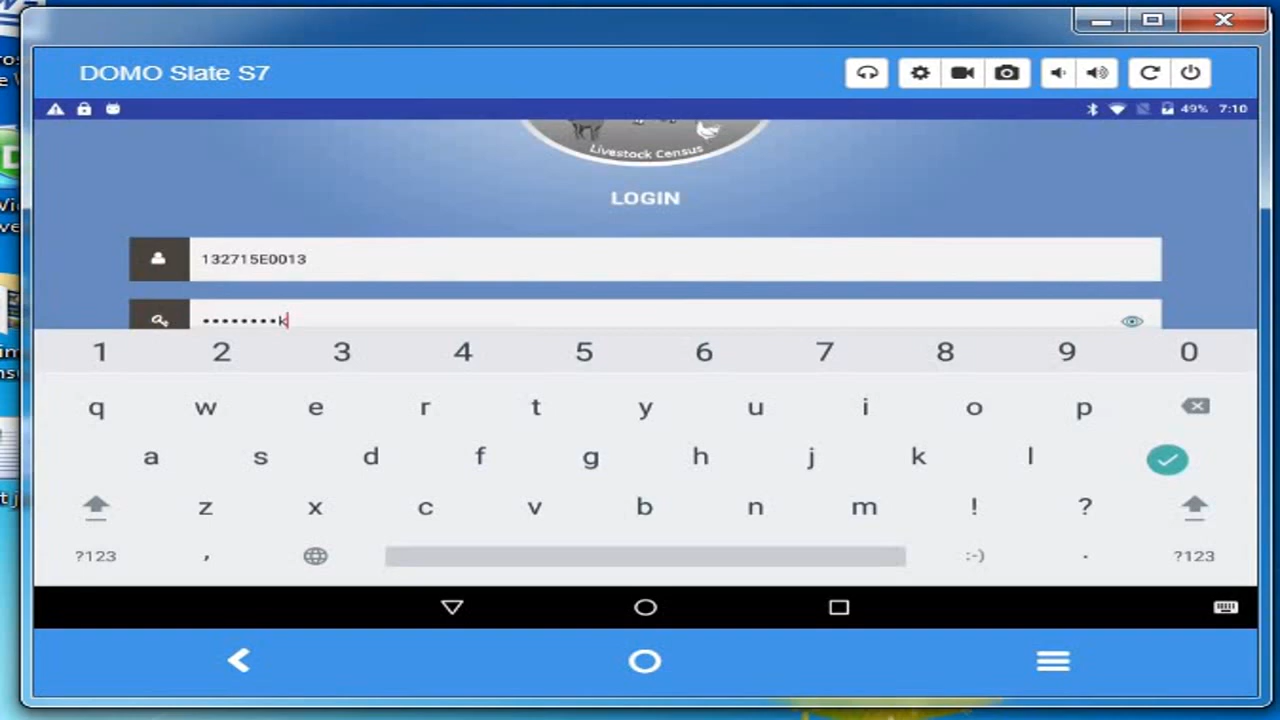 DOMO Slate S7
49% 7:10
Livestock Census
LOGIN
132715E0013
••••••••k
1 2 3 4 5 6 7 8 9 0
q w e r t y u i o p
a s d f g h j k l
z x c v b n m ! ?
?123 , :-) . ?123